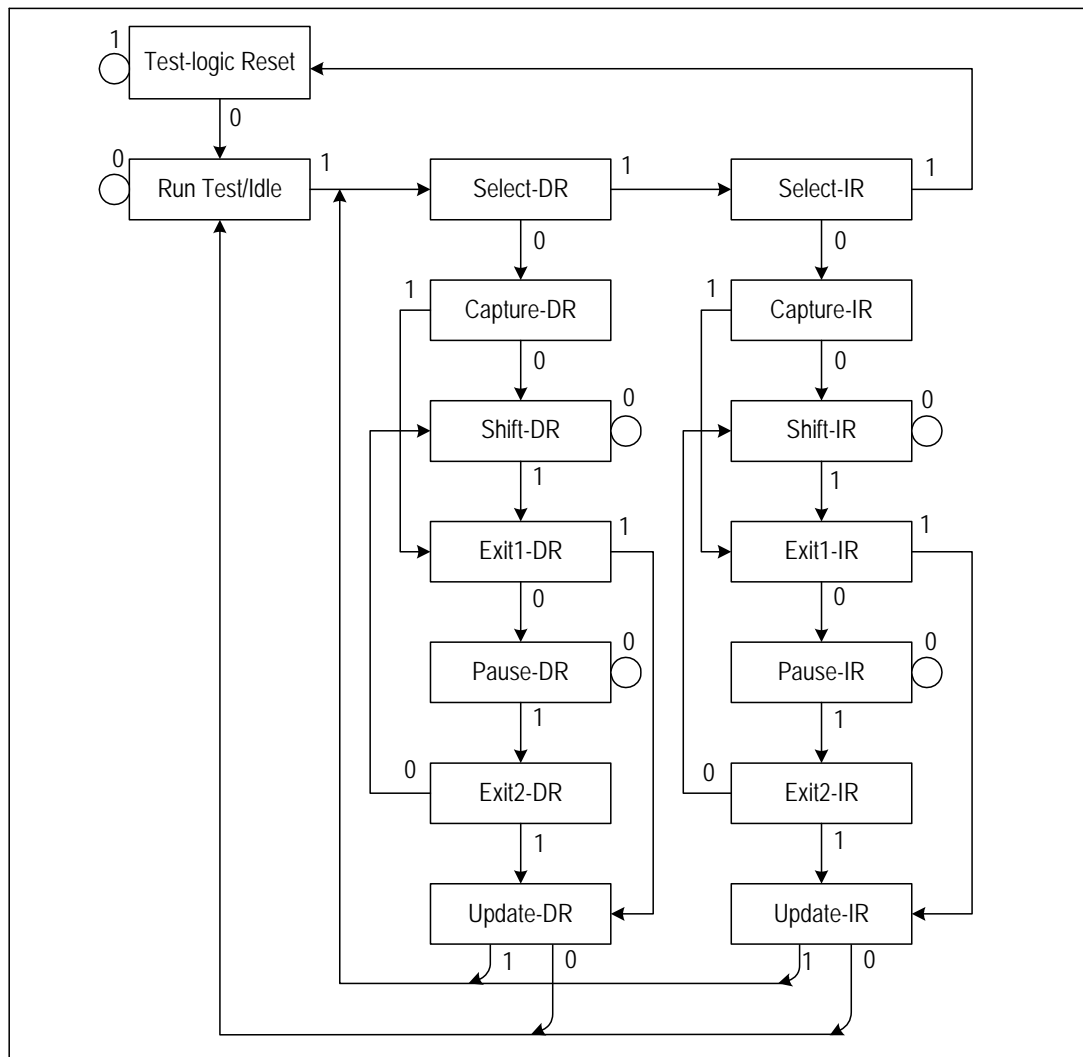 1
Test-logic Reset
0
0
Run Test/Idle
1
Select-DR
1
Select-IR
1
0
0
1
Capture-DR
1
Capture-IR
0
0
0
0
Shift-DR
Shift-IR
1
1
Exit1-DR
1
Exit1-IR
1
0
0
0
0
Pause-DR
Pause-IR
1
1
0
Exit2-DR
0
Exit2-IR
1
1
Update-DR
Update-IR
1
0
1
0